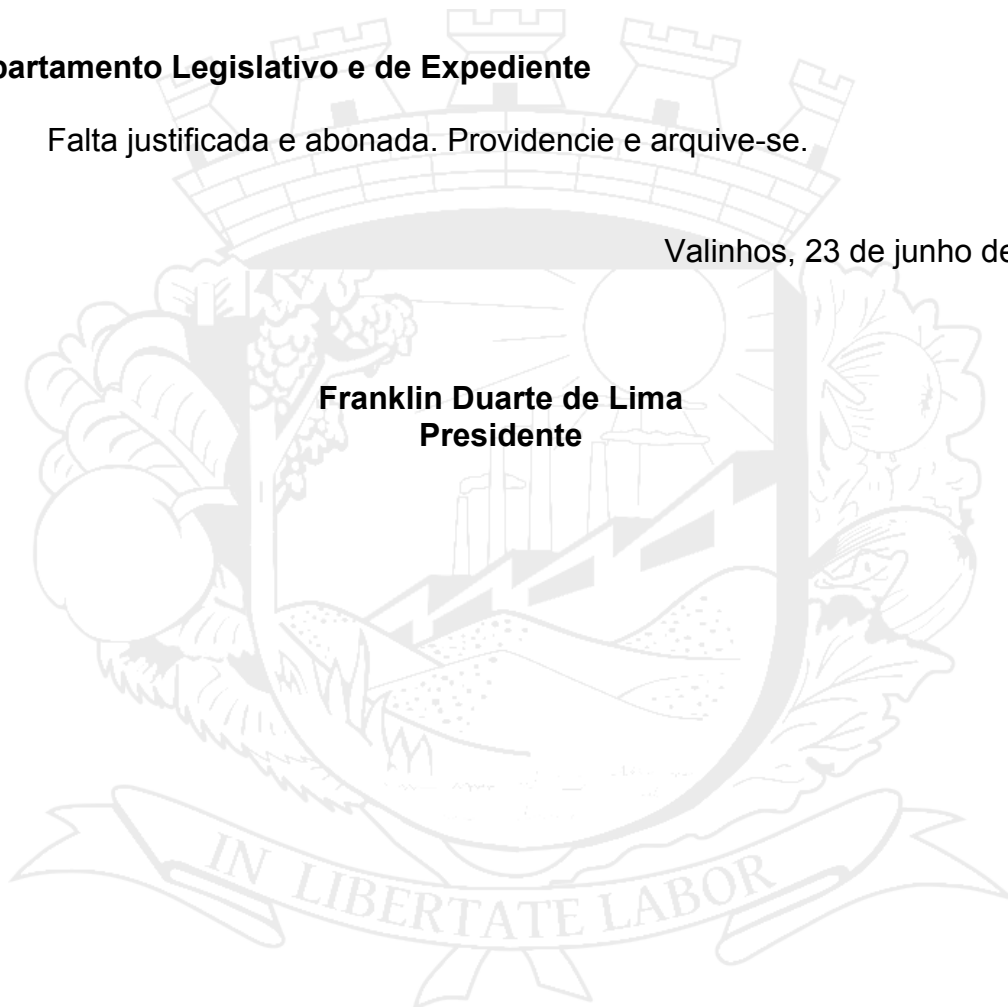 partamento Legislativo e de Expediente
Falta justificada e abonada. Providencie e arquive-se.
Valinhos, 23 de junho de
Franklin Duarte de Lima
Presidente
IN LIBERTATE LABOR